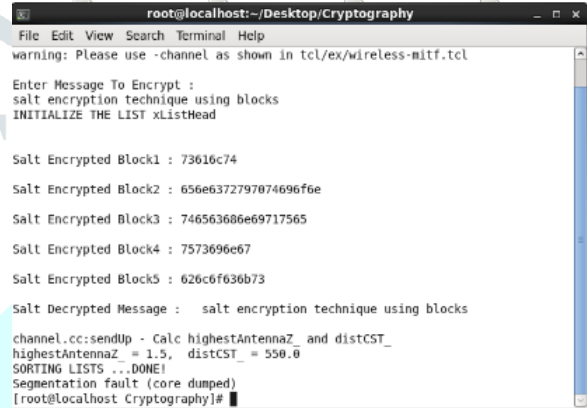 root@localhost:~/Desktop/Cryptography
File Edit View Search Terminal Help
warning: Please use -channel as shown in tcl/ex/wireless-mitf.tcl
Enter Message To Encrypt :
salt encryption technique using blocks
INITIALIZE THE LIST xListHead
Salt Encrypted Block1 : 73616c74
Salt Encrypted Block2 : 656e6372797074696f6e
Salt Encrypted Block3 : 746563686e69717565
Salt Encrypted Block4 : 7573696e67
Salt Encrypted Block5 : 626c6f636b73
Salt Decrypted Message : salt encryption technique using blocks
channel.cc:sendUp - Calc highestAntennaZ_ and distCST_
highestAntennaZ_ = 1.5, distCST_ = 550.0
SORTING LISTS ...DONE!
Segmentation fault (core dumped)
[root@localhost Cryptography]#